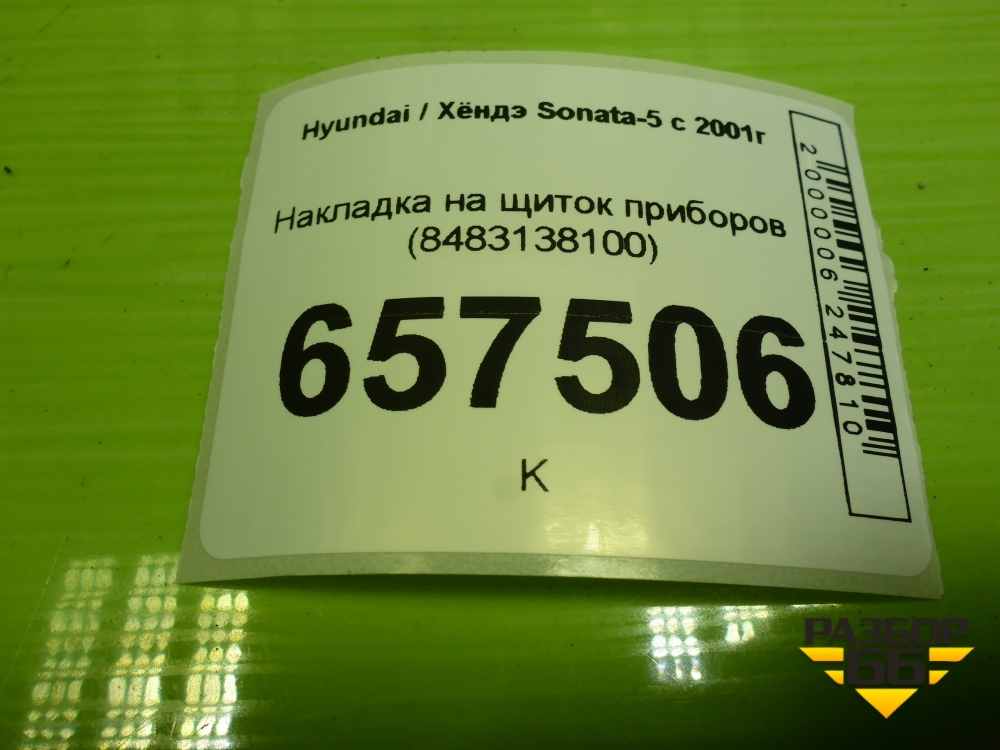 Hyundai / Хёндэ Sonata-5 с 2001г
Накладка на щиток приборов
(8483138100)
657506
К
2000006247810
РАЗБОР
66